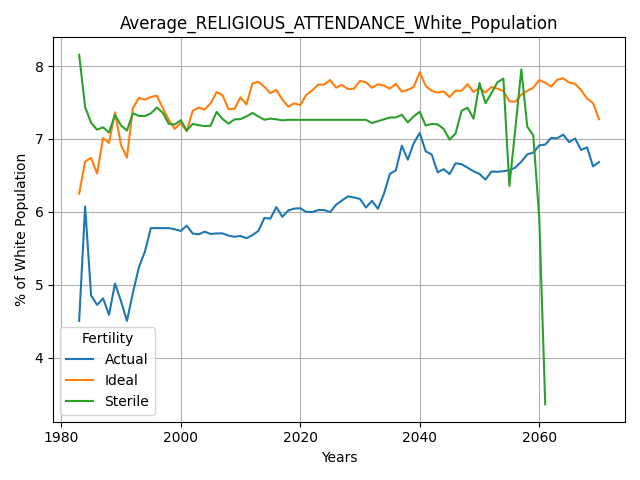 Average_RELIGIOUS_ATTENDANCE_White_Population
% of White Population
8
7
6
5
4
Fertility
Actual
Ideal
Sterile
1980
2000
2020
2040
2060
Years